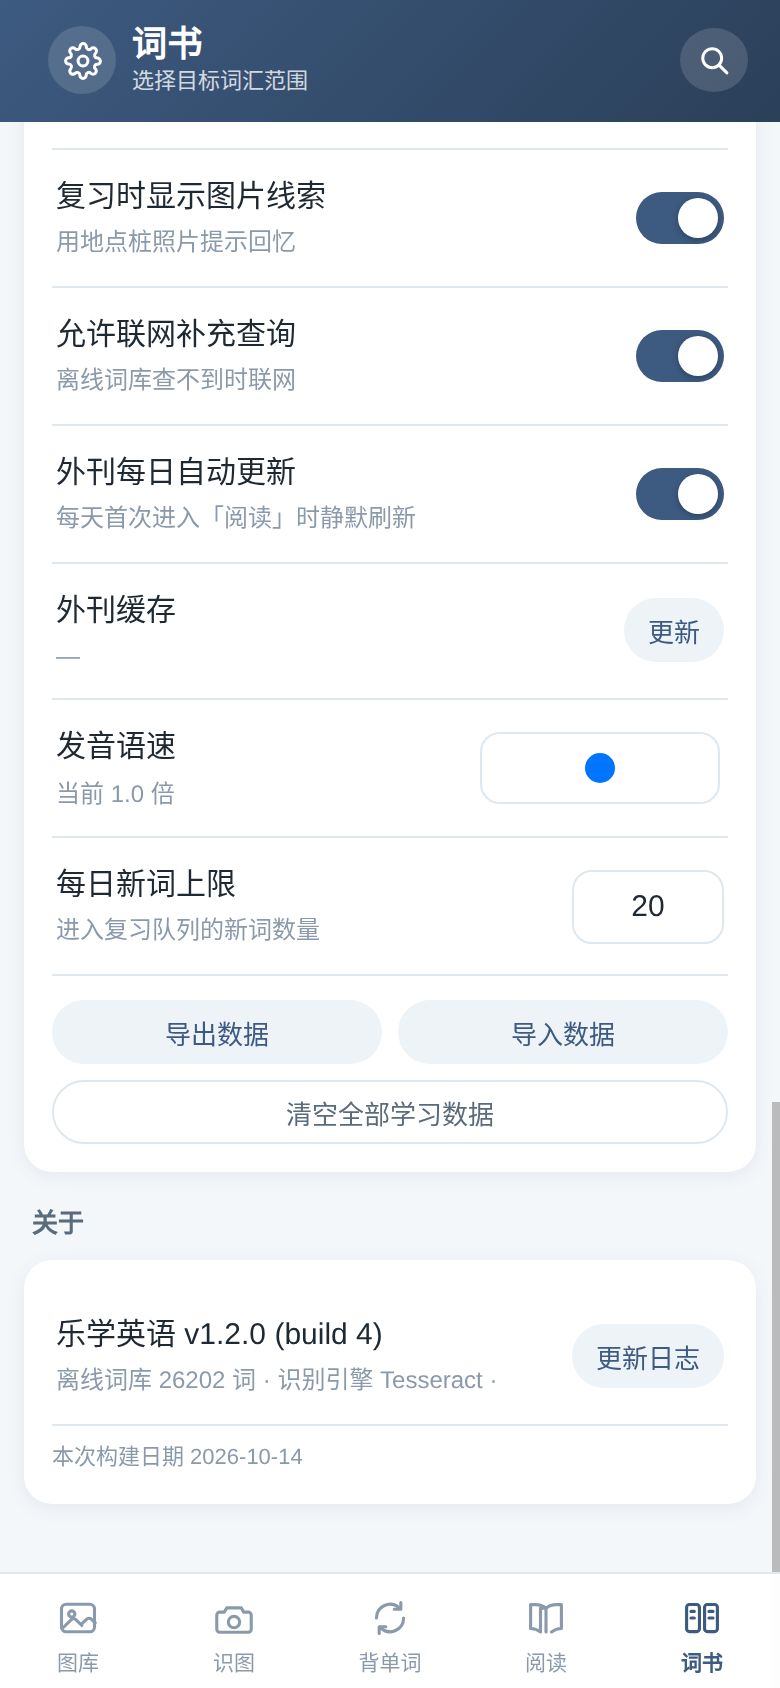 词书
选择目标词汇范围
复习时显示图片线索
用地点桩照片提示回忆
允许联网补充查询
离线词库查不到时联网
外刊每日自动更新
每天首次进入「阅读」时静默刷新
外刊缓存
—
更新
发音语速
当前 1.0 倍
每日新词上限
进入复习队列的新词数量
20
导出数据
导入数据
清空全部学习数据
关于
乐学英语 v1.2.0 (build 4)
离线词库 26202 词 · 识别引擎 Tesseract ·
更新日志
本次构建日期 2026-10-14
图库
识图
背单词
阅读
词书